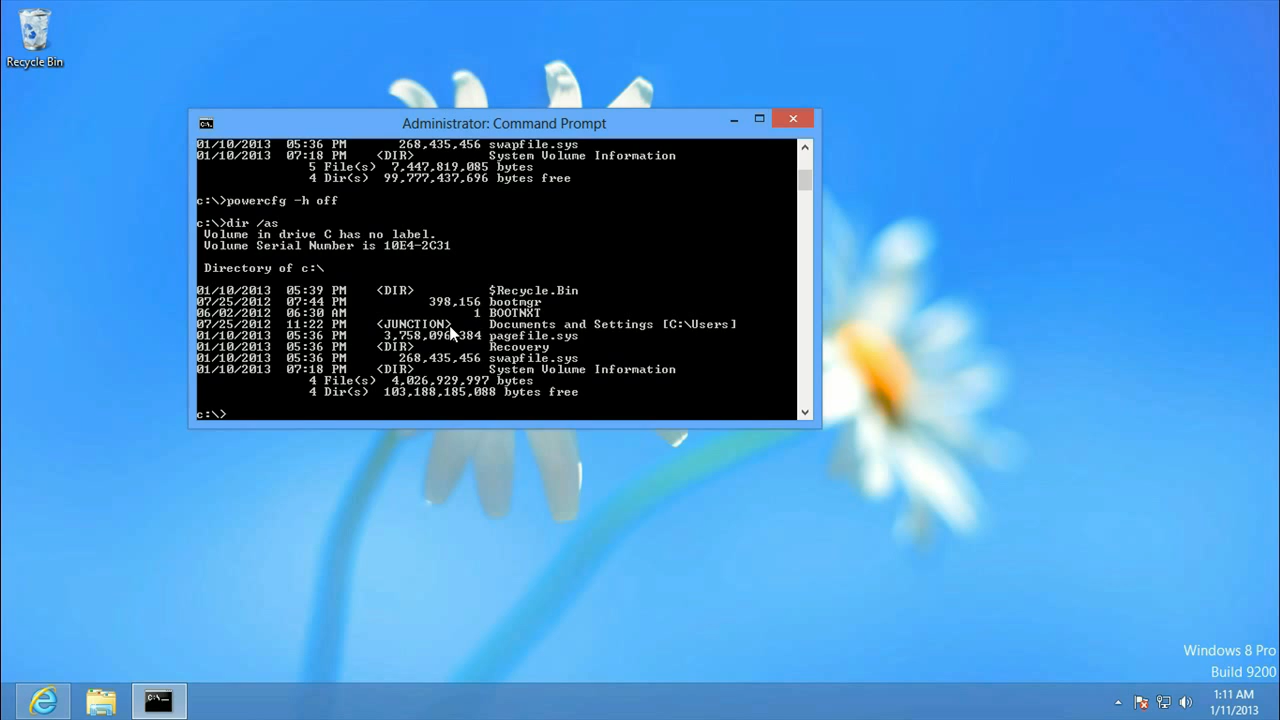 Recycle Bin
Administrator: Command Prompt
01/10/2013 05:36 PM 268,435,456 swapfile.sys
01/10/2013 07:18 PM <DIR> System Volume Information
5 File(s) 7,447,819,085 bytes
4 Dir(s) 99,777,437,696 bytes free
c:\>powercfg -h off
c:\>dir /as
Volume in drive C has no label.
Volume Serial Number is 10E4-2C31
Directory of c:\
01/10/2013 05:39 PM <DIR> $Recycle.Bin
07/25/2012 07:44 PM 398,156 bootmgr
06/02/2012 06:30 AM 1 BOOTNXT
07/25/2012 11:22 PM <JUNCTION> Documents and Settings [C:\Users]
01/10/2013 05:36 PM 3,758,096,384 pagefile.sys
01/10/2013 05:36 PM <DIR> Recovery
01/10/2013 05:36 PM 268,435,456 swapfile.sys
01/10/2013 07:18 PM <DIR> System Volume Information
4 File(s) 4,026,929,997 bytes
4 Dir(s) 103,188,185,088 bytes free
c:\>
Windows 8 Pro
Build 9200
1:11 AM
1/11/2013